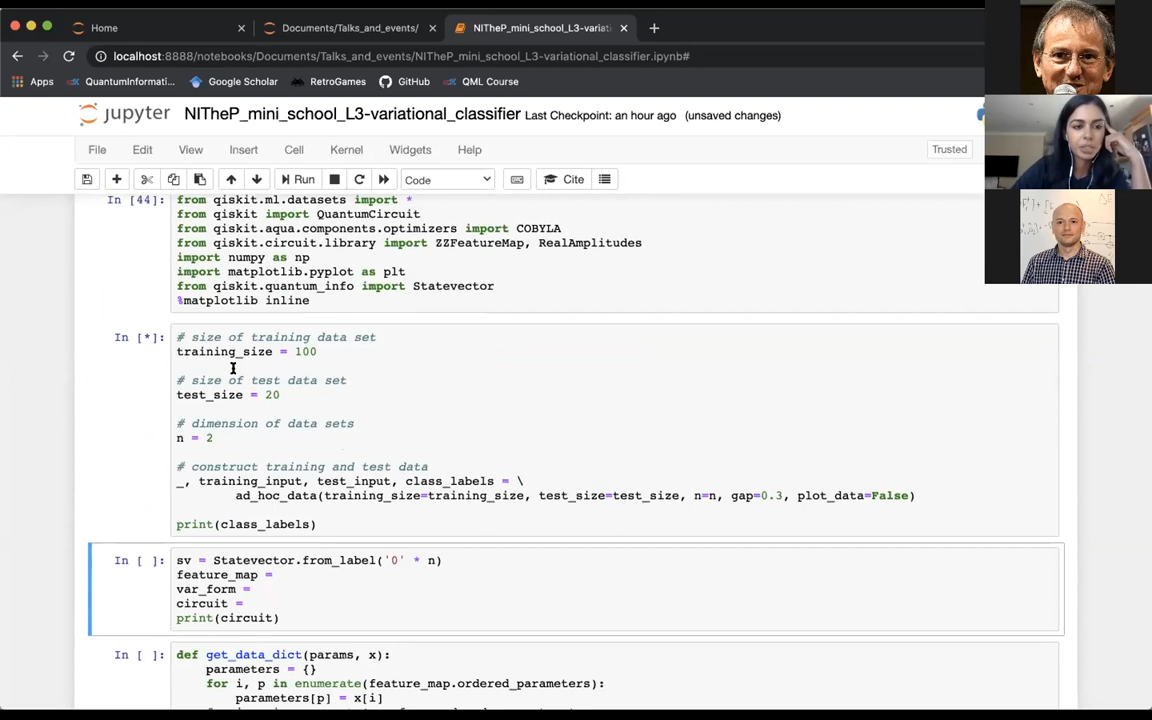 Home
Documents/Talks_and_events/
NITheP_mini_school_L3-variati
localhost:8888/notebooks/Documents/Talks_and_events/NITheP_mini_school_L3-variational_classifier.ipynb#
Apps QuantumInformati... Google Scholar RetroGames GitHub QML Course
jupyter NITheP_mini_school_L3-variational_classifier Last Checkpoint: an hour ago (unsaved changes)
File Edit View Insert Cell Kernel Widgets Help Trusted
Run Code Cite
In [44]: from qiskit.ml.datasets import *
from qiskit import QuantumCircuit
from qiskit.aqua.components.optimizers import COBYLA
from qiskit.circuit.library import ZZFeatureMap, RealAmplitudes
import numpy as np
import matplotlib.pyplot as plt
from qiskit.quantum_info import Statevector
%matplotlib inline
In [*]: # size of training data set
training_size = 100
# size of test data set
test_size = 20
# dimension of data sets
n = 2
# construct training and test data
_, training_input, test_input, class_labels = \
ad_hoc_data(training_size=training_size, test_size=test_size, n=n, gap=0.3, plot_data=False)
print(class_labels)
In [ ]: sv = Statevector.from_label('0' * n)
feature_map =
var_form =
circuit =
print(circuit)
In [ ]: def get_data_dict(params, x):
parameters = {}
for i, p in enumerate(feature_map.ordered_parameters):
parameters[p] = x[i]